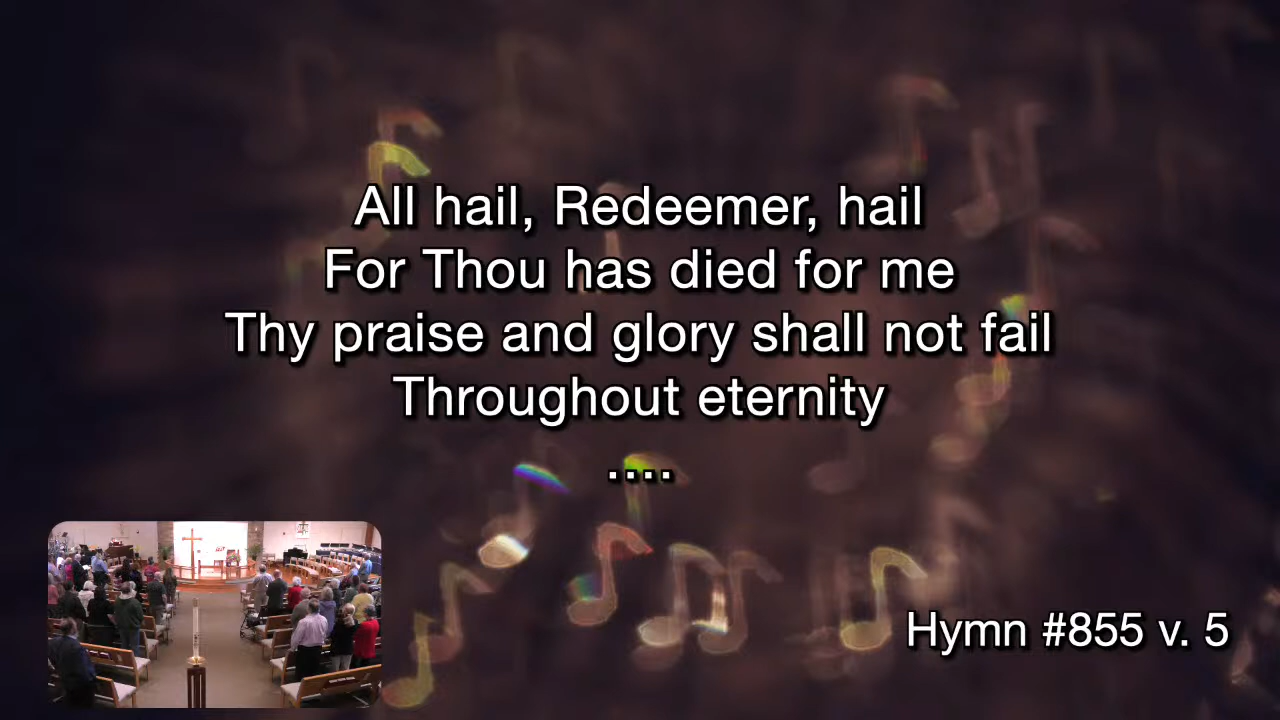 All hail, Redeemer, hail
For Thou has died for me
Thy praise and glory shall not fail
Throughout eternity
....
Hymn #855 v. 5